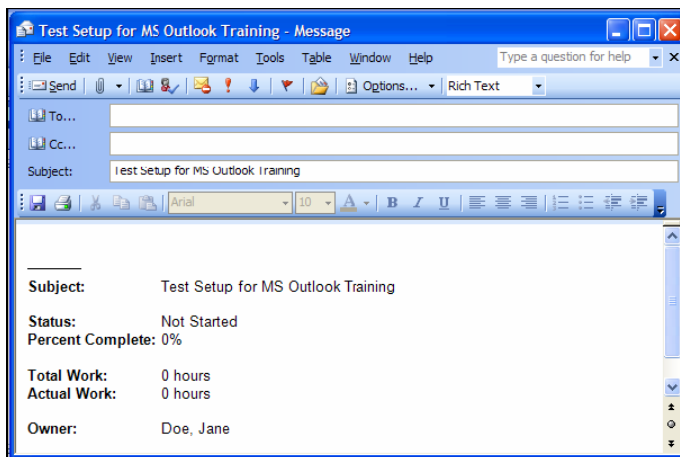 Test Setup for MS Outlook Training - Message
File Edit View Insert Format Tools Table Window Help Type a question for help
Send Options... Rich Text
To...
Cc...
Subject: Test Setup for MS Outlook Training
Arial 10 A B I U
Subject: Test Setup for MS Outlook Training
Status: Not Started
Percent Complete: 0%
Total Work: 0 hours
Actual Work: 0 hours
Owner: Doe, Jane